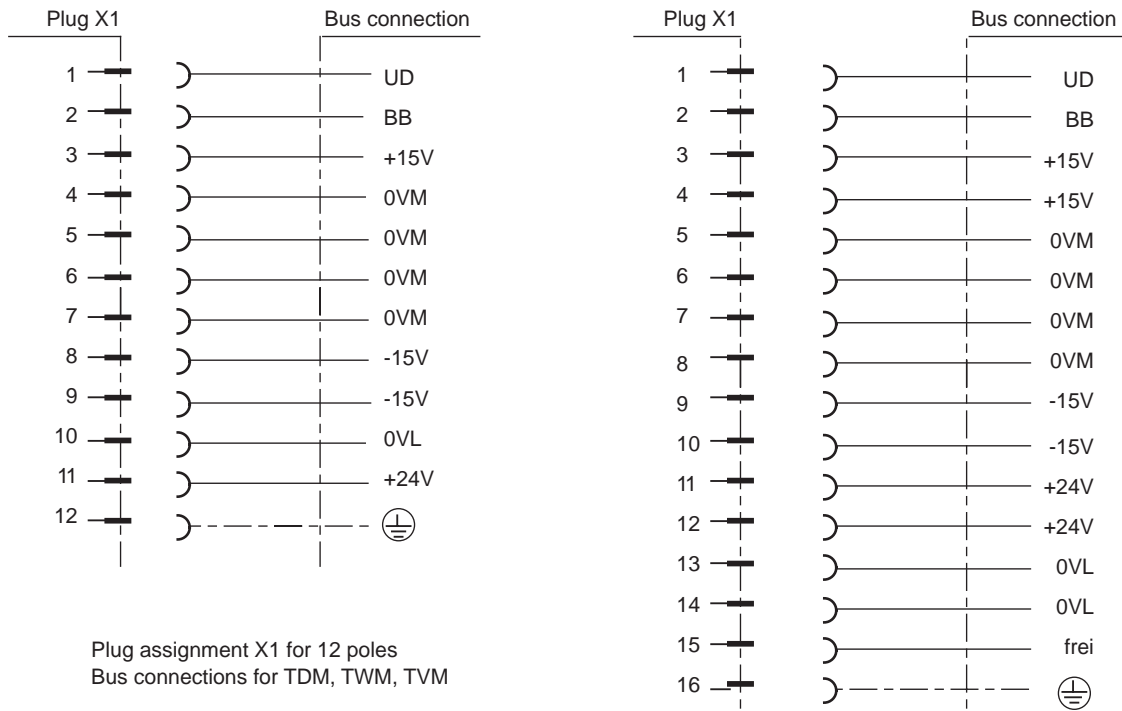 Plug X1 Bus connection
1 UD
2 BB
3 +15V
4 0VM
5 0VM
6 0VM
7 0VM
8 -15V
9 -15V
10 0VL
11 +24V
12
Plug assignment X1 for 12 poles
Bus connections for TDM, TWM, TVM
Plug X1 Bus connection
1 UD
2 BB
3 +15V
4 +15V
5 0VM
6 0VM
7 0VM
8 0VM
9 -15V
10 -15V
11 +24V
12 +24V
13 0VL
14 0VL
15 frei
16